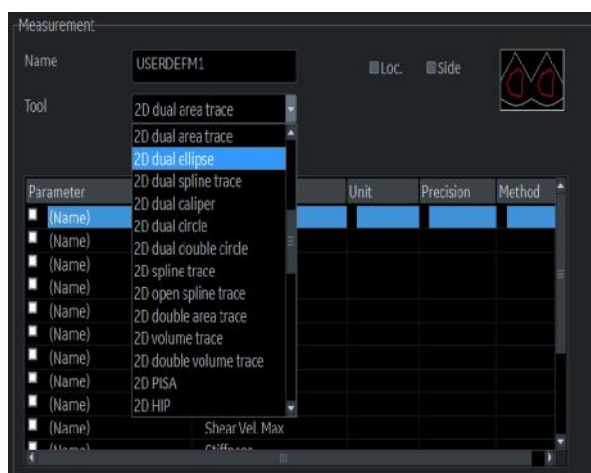 Measurement
Name USERDEFM1 Loc. Side
Tool 2D dual area trace
2D dual area trace
2D dual ellipse
2D dual spline trace
Parameter Unit Precision Method
2D dual caliper
(Name) 2D dual circle
(Name) 2D dual double circle
(Name) 2D spline trace
(Name) 2D open spline trace
(Name) 2D double area trace
(Name) 2D volume trace
(Name) 2D double volume trace
(Name) 2D PISA
(Name) 2D HIP
(Name) Shear Vel. Max